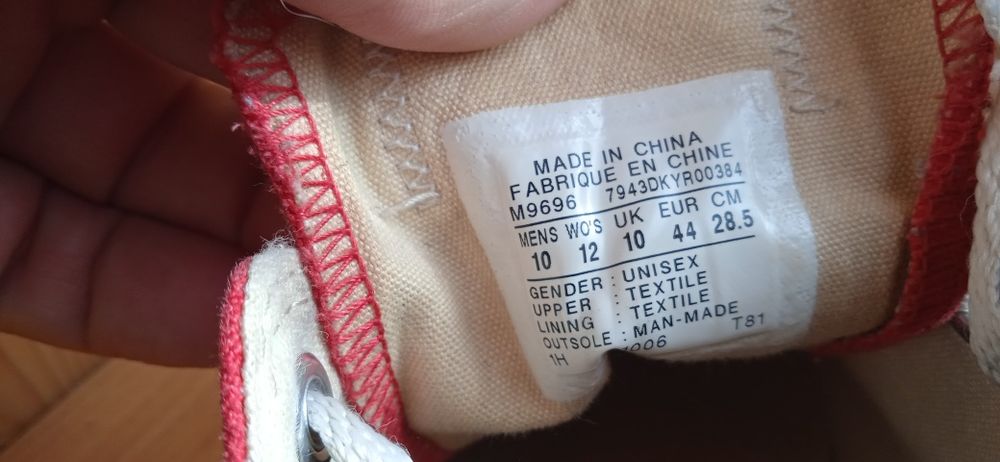 MADE IN CHINA
FABRIQUE EN CHINE
M9696 7943DKYR00384
MENS WO'S UK EUR CM
10 12 10 44 28.5
GENDER : UNISEX
UPPER : TEXTILE
LINING : TEXTILE
OUTSOLE : MAN-MADE
1H T81